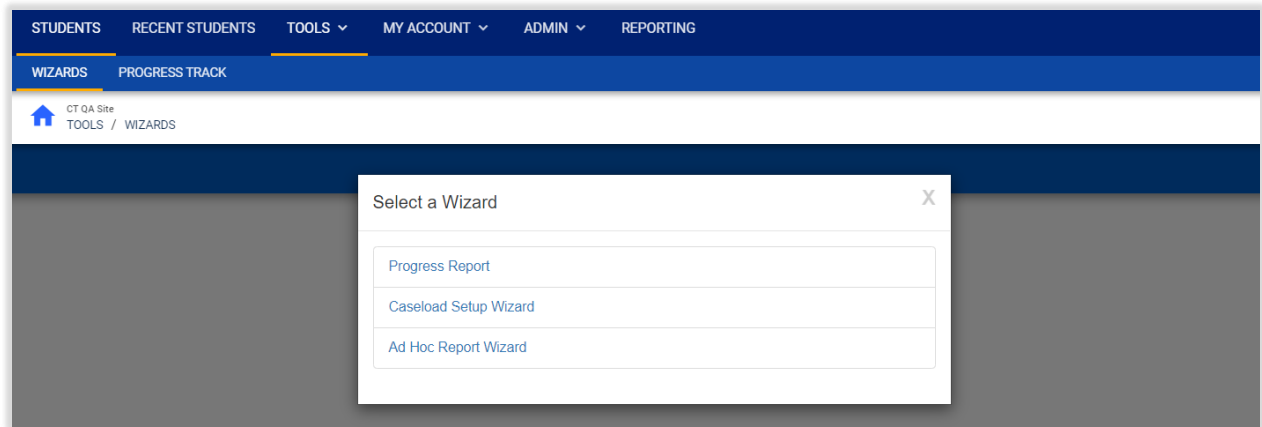 STUDENTS RECENT STUDENTS TOOLS MY ACCOUNT ADMIN REPORTING
WIZARDS PROGRESS TRACK
CT QA Site
TOOLS / WIZARDS
Select a Wizard X
Progress Report
Caseload Setup Wizard
Ad Hoc Report Wizard